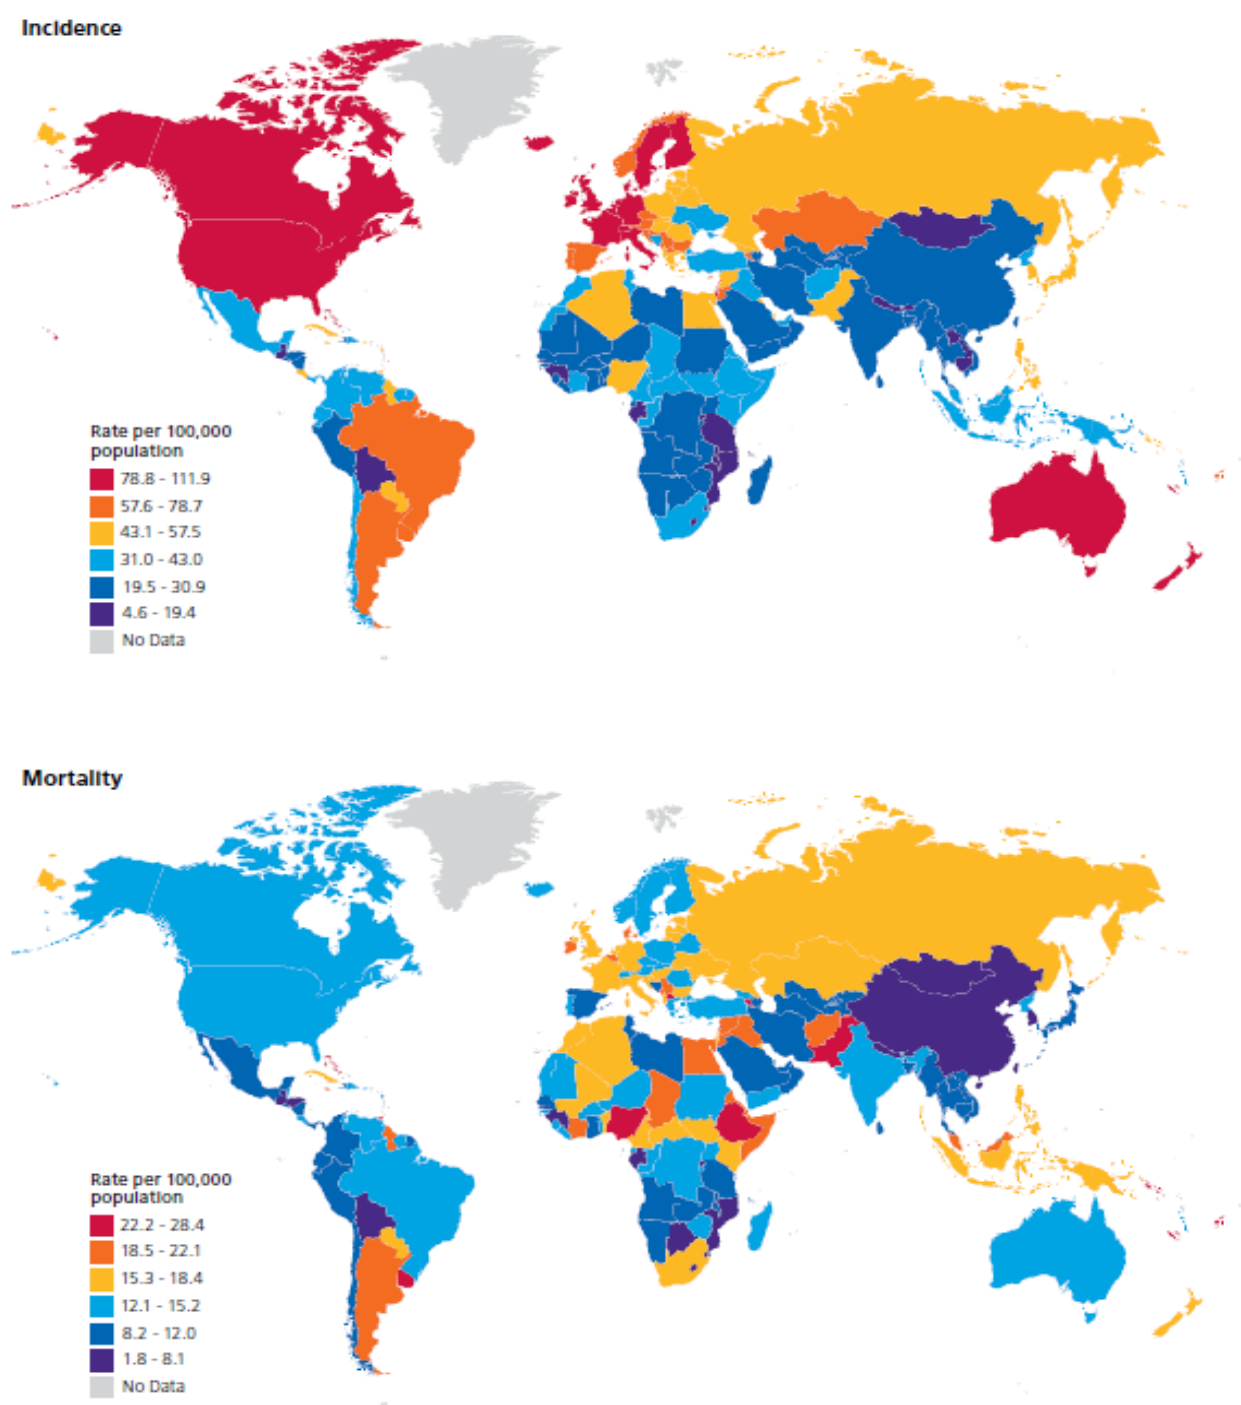 Incidence
Rate per 100,000
population
78.8 - 111.9
57.6 - 78.7
43.1 - 57.5
31.0 - 43.0
19.5 - 30.9
4.6 - 19.4
No Data
Mortality
Rate per 100,000
population
22.2 - 28.4
18.5 - 22.1
15.3 - 18.4
12.1 - 15.2
8.2 - 12.0
1.8 - 8.1
No Data